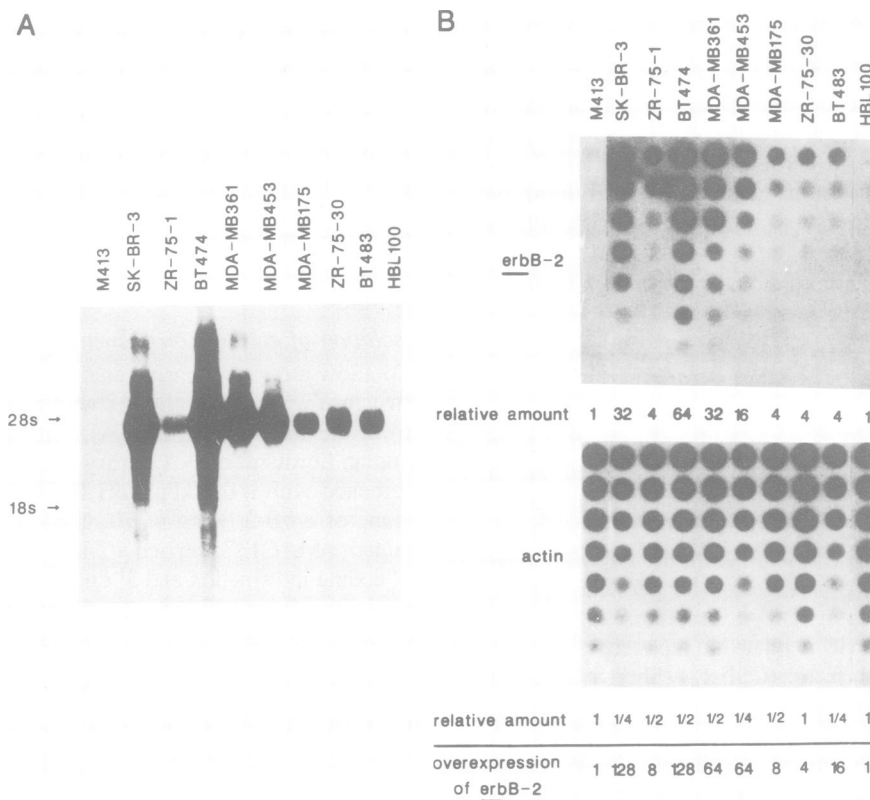 A
M413
SK-BR-3
ZR-75-1
BT474
MDA-MB361
MDA-MB453
MDA-MB175
ZR-75-30
BT483
HBL100
28s →
18s →
B
M413
SK-BR-3
ZR-75-1
BT474
MDA-MB361
MDA-MB453
MDA-MB175
ZR-75-30
BT483
HBL100
erbB-2
relative amount 1 32 4 64 32 16 4 4 4 1
actin
relative amount 1 1/4 1/2 1/2 1/2 1/4 1/2 1 1/4 1
overexpression 1 128 8 128 64 64 8 4 16 1
of erbB-2